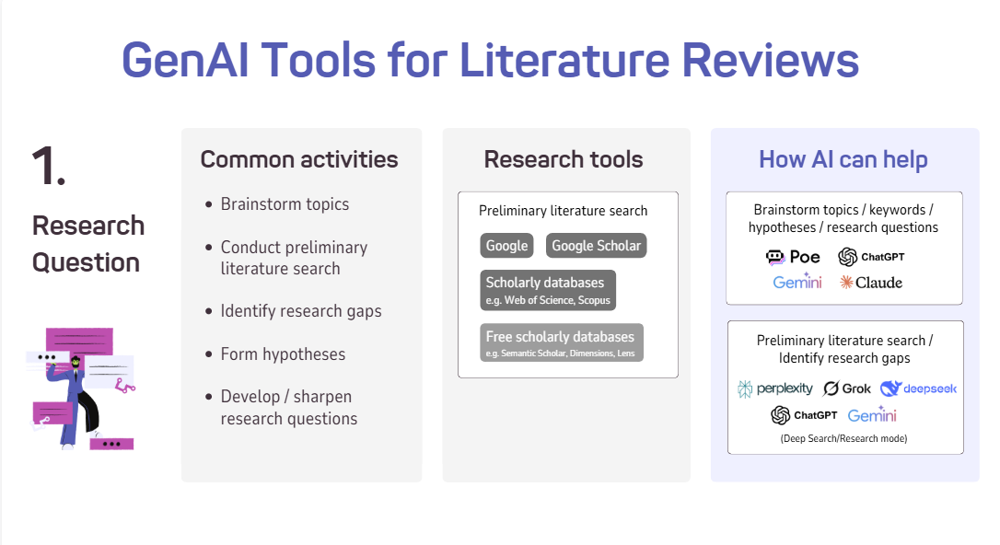 GenAI Tools for Literature Reviews
1.
Research
Question
Common activities
• Brainstorm topics
• Conduct preliminary
literature search
• Identify research gaps
• Form hypotheses
• Develop / sharpen
research questions
Research tools
Preliminary literature search
Google
Google Scholar
Scholarly databases
e.g. Web of Science, Scopus
Free scholarly databases
e.g. Semantic Scholar, Dimensions, Lens
How AI can help
Brainstorm topics / keywords /
hypotheses / research questions
Poe
ChatGPT
Gemini
Claude
Preliminary literature search /
Identify research gaps
perplexity
Grok
deepseek
ChatGPT
Gemini
(Deep Search/Research mode)